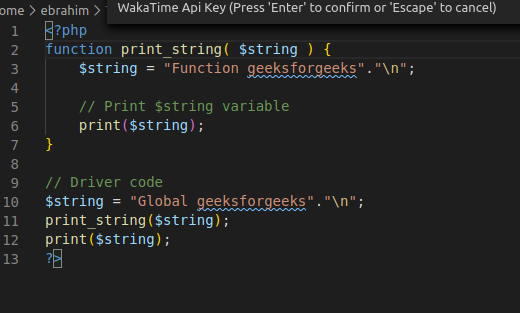 ome > ebrahim >
WakaTime Api Key (Press 'Enter' to confirm or 'Escape' to cancel)
1 <?php
2 function print_string( $string ) {
3     $string = "Function geeksforgeeks"."\n";
4
5     // Print $string variable
6     print($string);
7 }
8
9 // Driver code
10 $string = "Global geeksforgeeks"."\n";
11 print_string($string);
12 print($string);
13 ?>